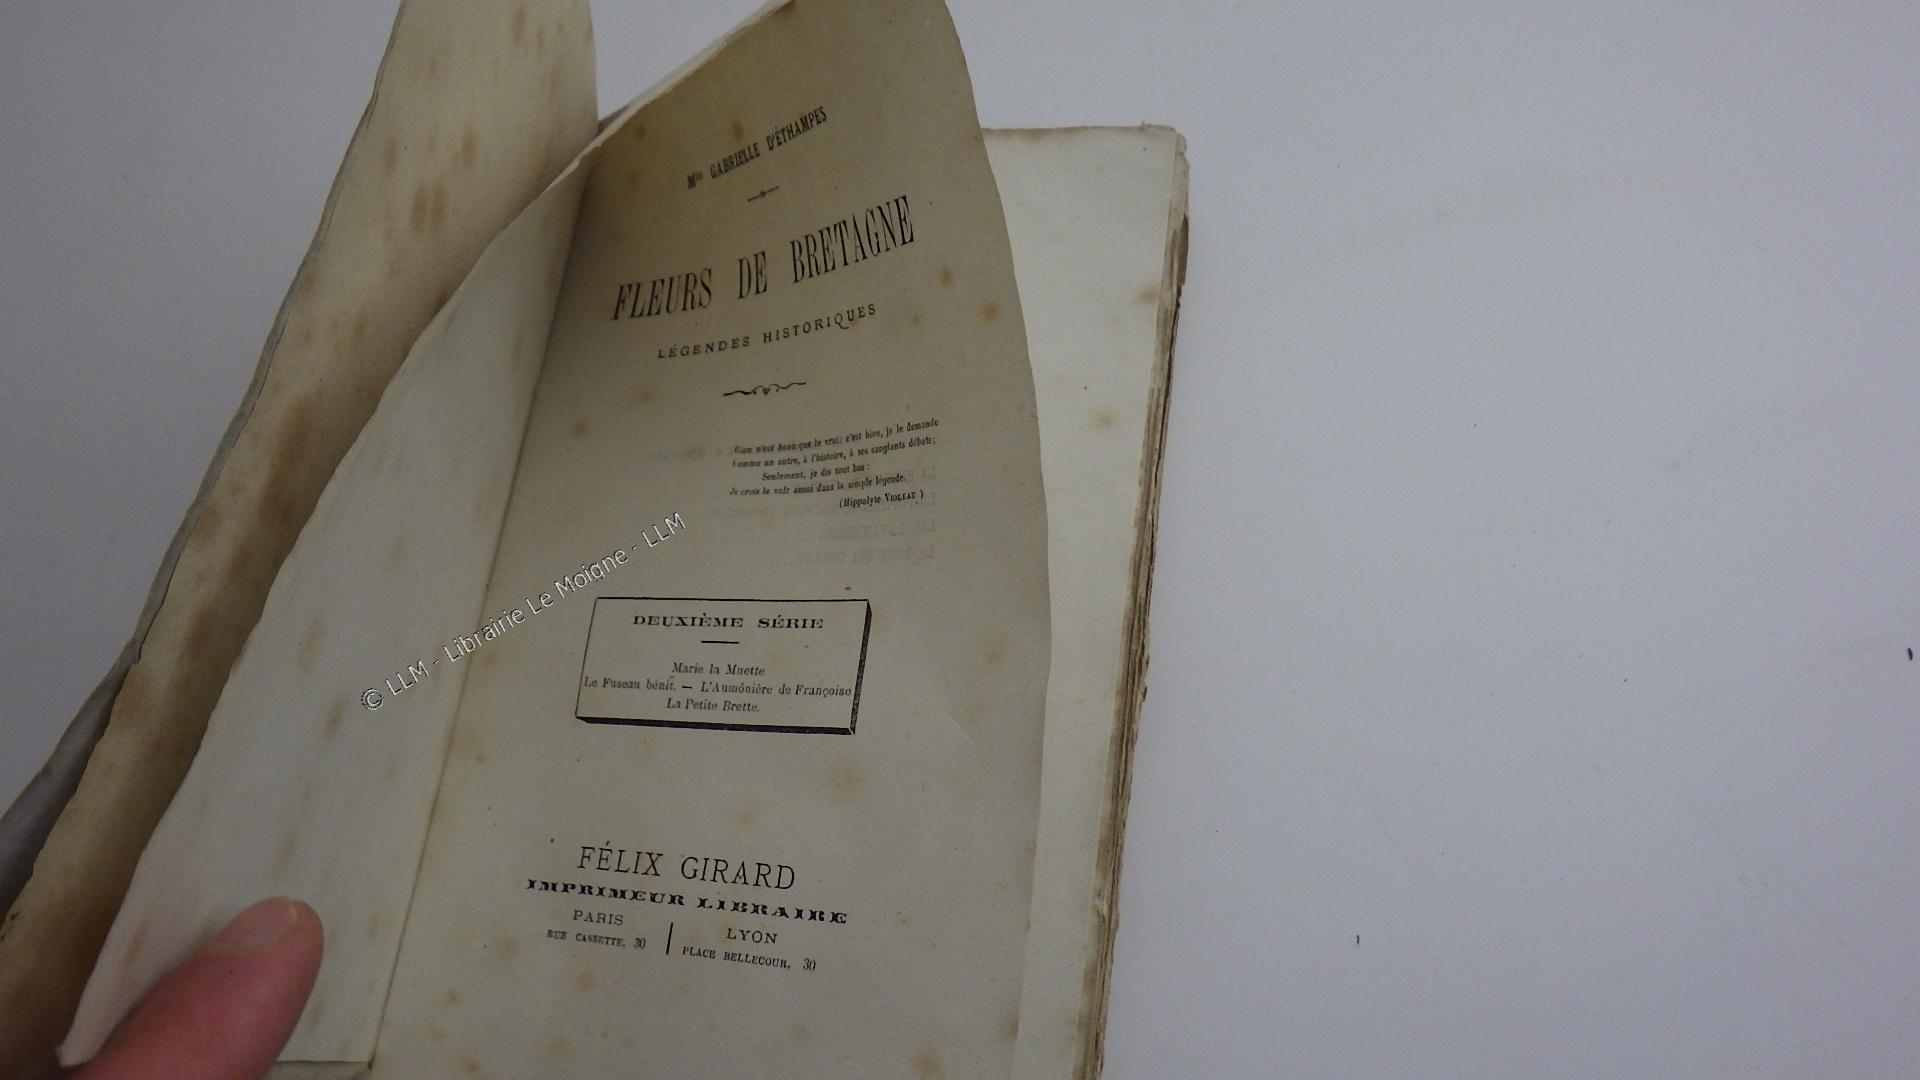 Mlle GABRIELLE D'ÉTHAMPES
FLEURS DE BRETAGNE
LÉGENDES HISTORIQUES
Rien n'est beau que le vrai: c'est bien, je le demande
Comme un autre, à l'histoire, à ses sanglants débats;
Seulement, je dis tout bas:
Je crois le voir aussi dans la simple légende.
(Hippolyte VIOLEAU)
DEUXIÈME SÉRIE
Marie la Muette
Le Fuseau bénit. — L'Aumónière de Françoise
La Petite Brette.
FÉLIX GIRARD
IMPRIMEUR LIBRAIRE
PARIS
RUE CASSETTE, 30
LYON
PLACE BELLECOUR, 30
© LLM - Librairie Le Moigne - LLM